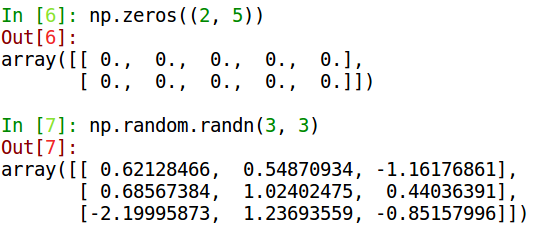 In [6]: np.zeros((2, 5))
Out[6]:
array([[ 0.,  0.,  0.,  0.,  0.],
       [ 0.,  0.,  0.,  0.,  0.]])
In [7]: np.random.randn(3, 3)
Out[7]:
array([[ 0.62128466,  0.54870934, -1.16176861],
       [ 0.68567384,  1.02402475,  0.44036391],
       [-2.19995873,  1.23693559, -0.85157996]])